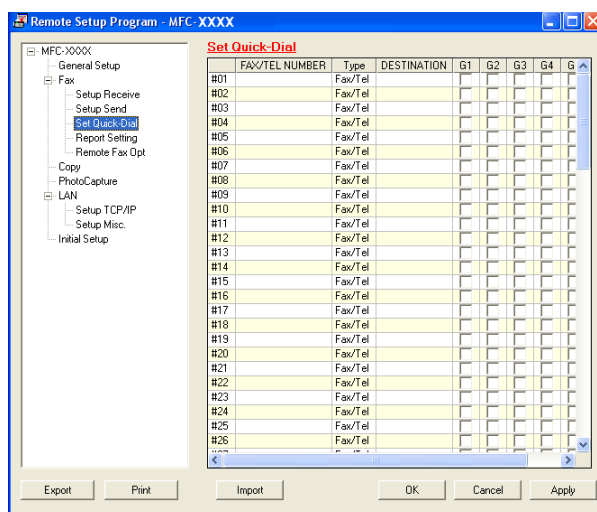 Remote Setup Program - MFC-XXXX
MFC-XXXX
General Setup
Fax
Setup Receive
Setup Send
Set Quick-Dial
Report Setting
Remote Fax Opt
Copy
PhotoCapture
LAN
Setup TCP/IP
Setup Misc.
Initial Setup
Set Quick-Dial
FAX/TEL NUMBER Type DESTINATION G1 G2 G3 G4 G
#01 Fax/Tel
#02 Fax/Tel
#03 Fax/Tel
#04 Fax/Tel
#05 Fax/Tel
#06 Fax/Tel
#07 Fax/Tel
#08 Fax/Tel
#09 Fax/Tel
#10 Fax/Tel
#11 Fax/Tel
#12 Fax/Tel
#13 Fax/Tel
#14 Fax/Tel
#15 Fax/Tel
#16 Fax/Tel
#17 Fax/Tel
#18 Fax/Tel
#19 Fax/Tel
#20 Fax/Tel
#21 Fax/Tel
#22 Fax/Tel
#23 Fax/Tel
#24 Fax/Tel
#25 Fax/Tel
#26 Fax/Tel
Export Print Import OK Cancel Apply